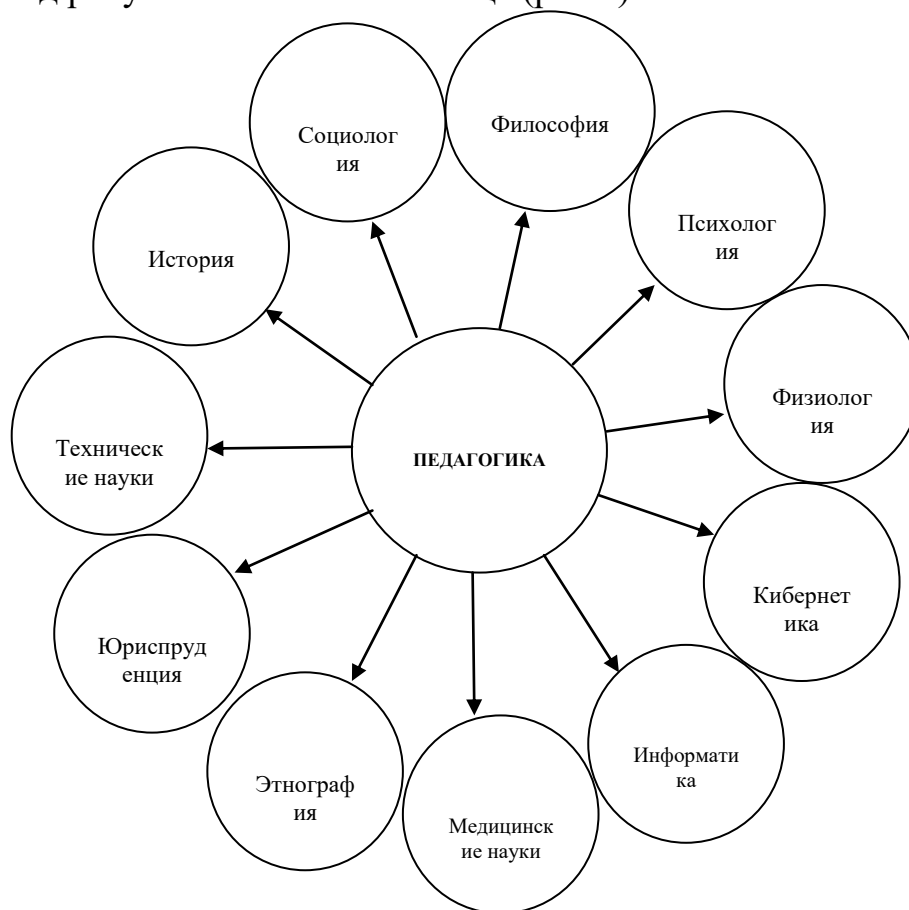 Философия
Социолог
ия
Психолог
ия
История
Физиолог
ия
Техническ
ие науки
ПЕДАГОГИКА
Кибернет
ика
Юриспруд
енция
Информати
ка
Этнограф
ия
Медицинск
ие науки